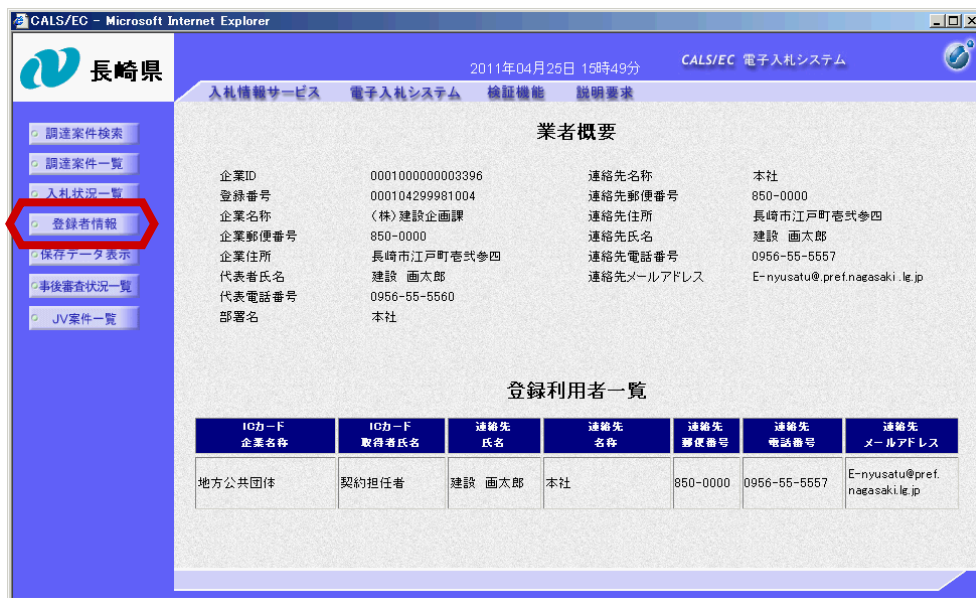 CALS/EC - Microsoft Internet Explorer
長崎県
2011年04月25日 15時49分
CALS/EC 電子入札システム
入札情報サービス 電子入札システム 検証機能 説明要求
調達案件検索
調達案件一覧
入札状況一覧
登録者情報
保存データ表示
事後審査状況一覧
JV案件一覧
業者概要
企業ID 0001000000003396 連絡先名称 本社
登録番号 000104299981004 連絡先郵便番号 850-0000
企業名称 (株)建設企画課 連絡先住所 長崎市江戸町壱弐参四
企業郵便番号 850-0000 連絡先氏名 建設 画太郎
企業住所 長崎市江戸町壱弐参四 連絡先電話番号 0956-55-5557
代表者氏名 建設 画太郎 連絡先メールアドレス E-nyusatu@.pref.nagasaki.lg.jp
代表電話番号 0956-55-5560
部署名 本社
登録利用者一覧
ICカード 企業名称 ICカード 取得者氏名 連絡先 氏名 連絡先 名称 連絡先 郵便番号 連絡先 電話番号 連絡先 メールアドレス
地方公共団体 契約担任者 建設 画太郎 本社 850-0000 0956-55-5557 E-nyusatu@pref.nagasaki.lg.jp